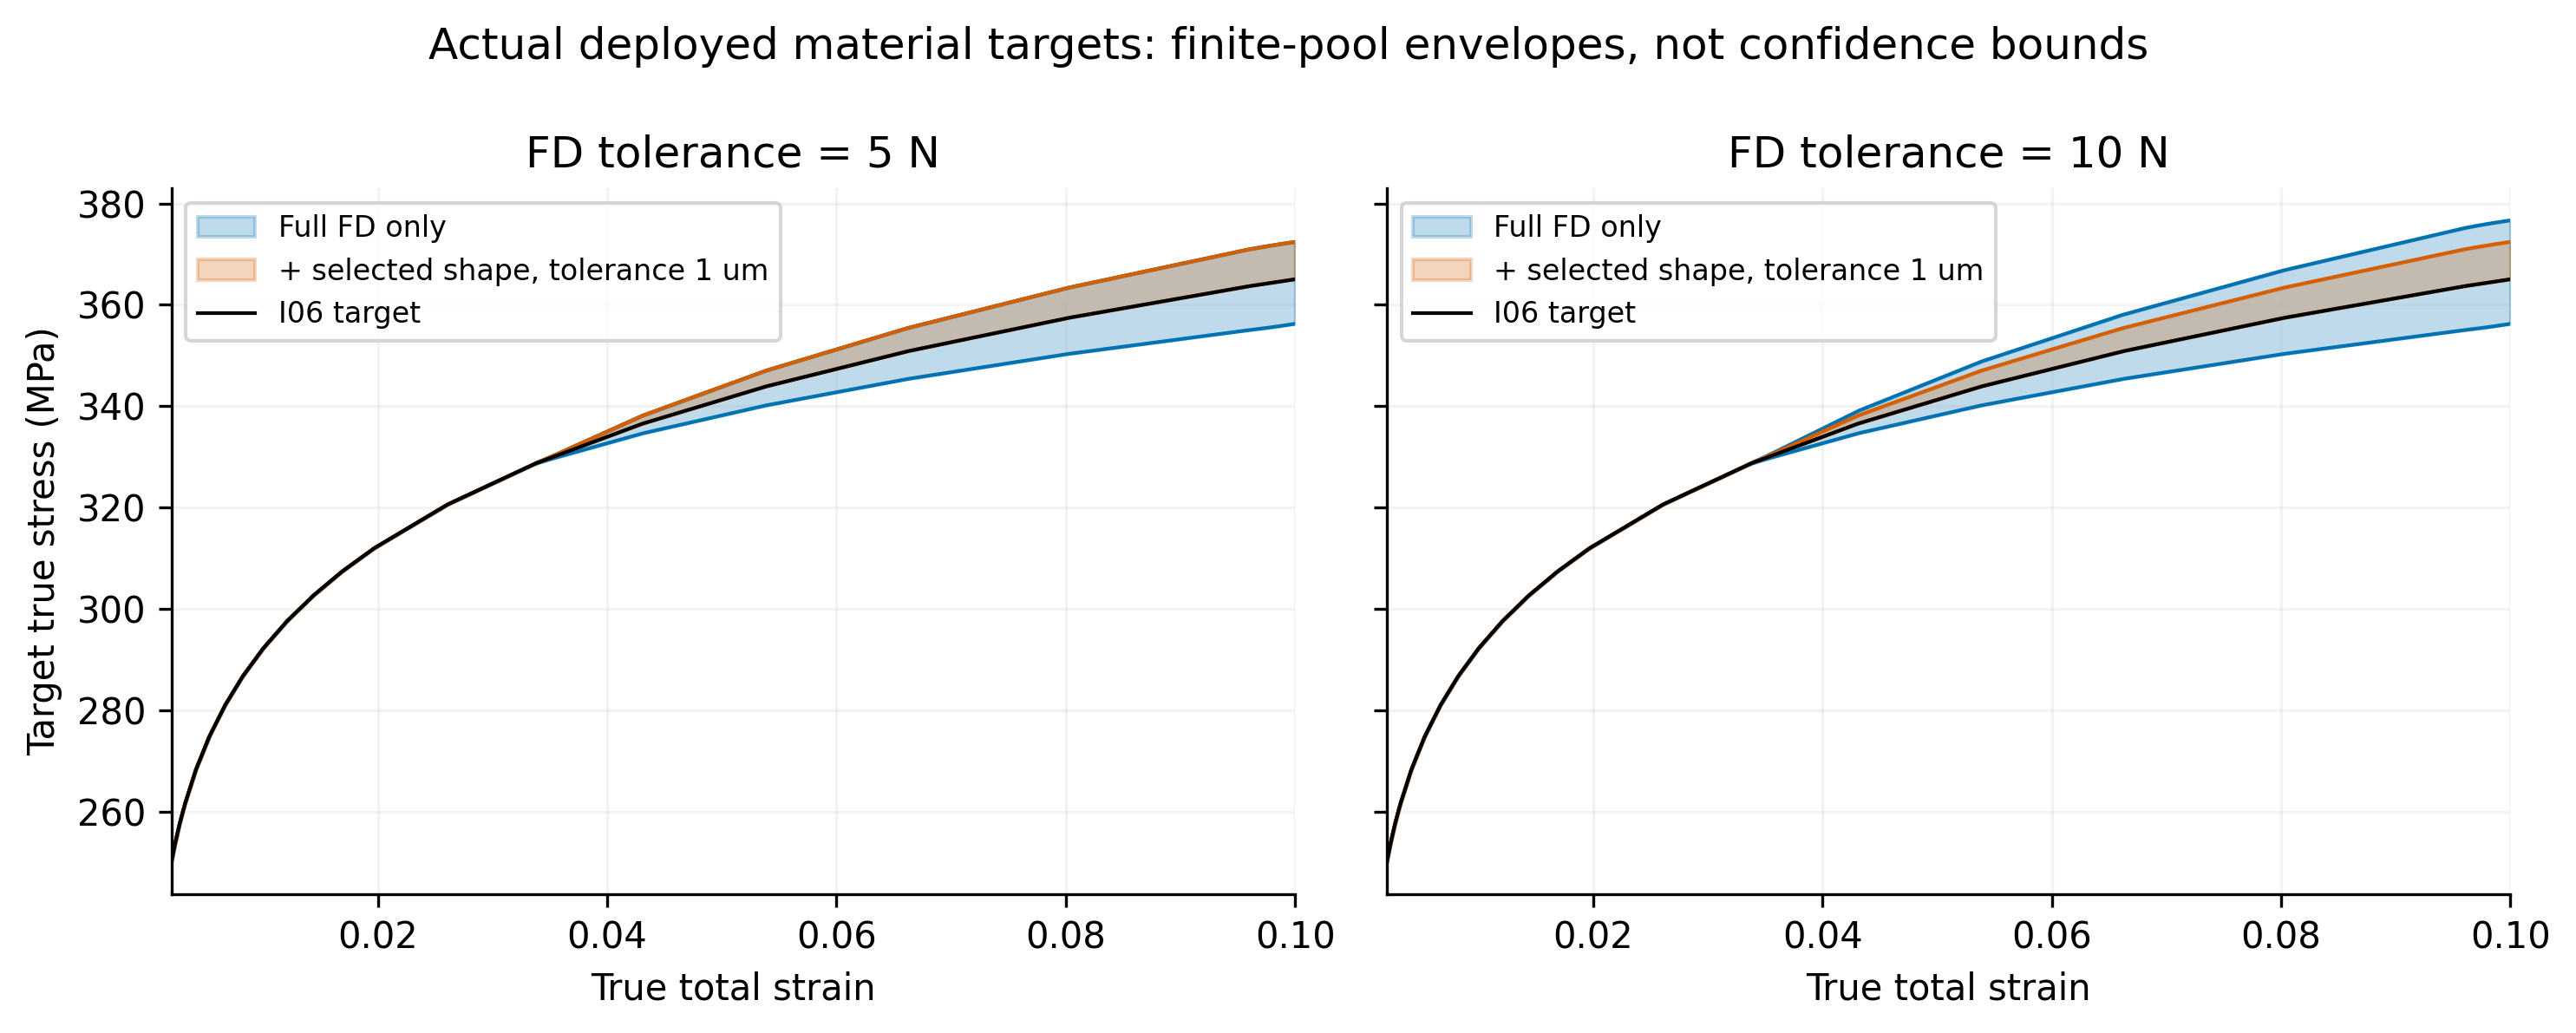 Actual deployed material targets: finite-pool envelopes, not confidence bounds
FD tolerance = 5 N
380
360
340
320
300
280
260
Target true stress (MPa)
Full FD only
+ selected shape, tolerance 1 um
I06 target
0.02
0.04
0.06
0.08
0.10
True total strain
FD tolerance = 10 N
Full FD only
+ selected shape, tolerance 1 um
I06 target
0.02
0.04
0.06
0.08
0.10
True total strain